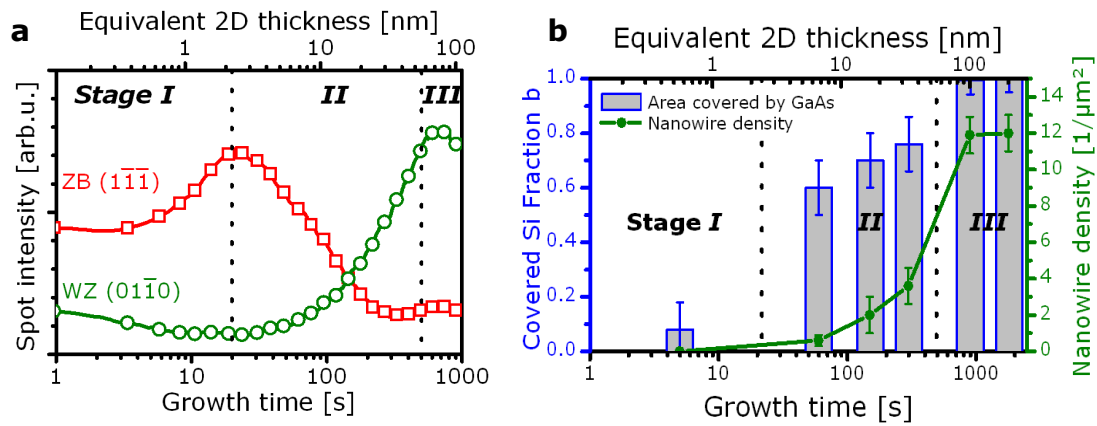 a
Equivalent 2D thickness [nm]
1
10
100
Stage I
II
III
ZB (11̅1̅)
WZ (011̅0)
Spot intensity [arb.u.]
1
10
100
1000
Growth time [s]
b
Equivalent 2D thickness [nm]
1
10
100
Area covered by GaAs
Nanowire density
Stage I
II
III
Covered Si Fraction b
1.0
0.8
0.6
0.4
0.2
0.0
14
12
10
8
6
4
2
0
Nanowire density [1/µm²]
1
10
100
1000
Growth time [s]